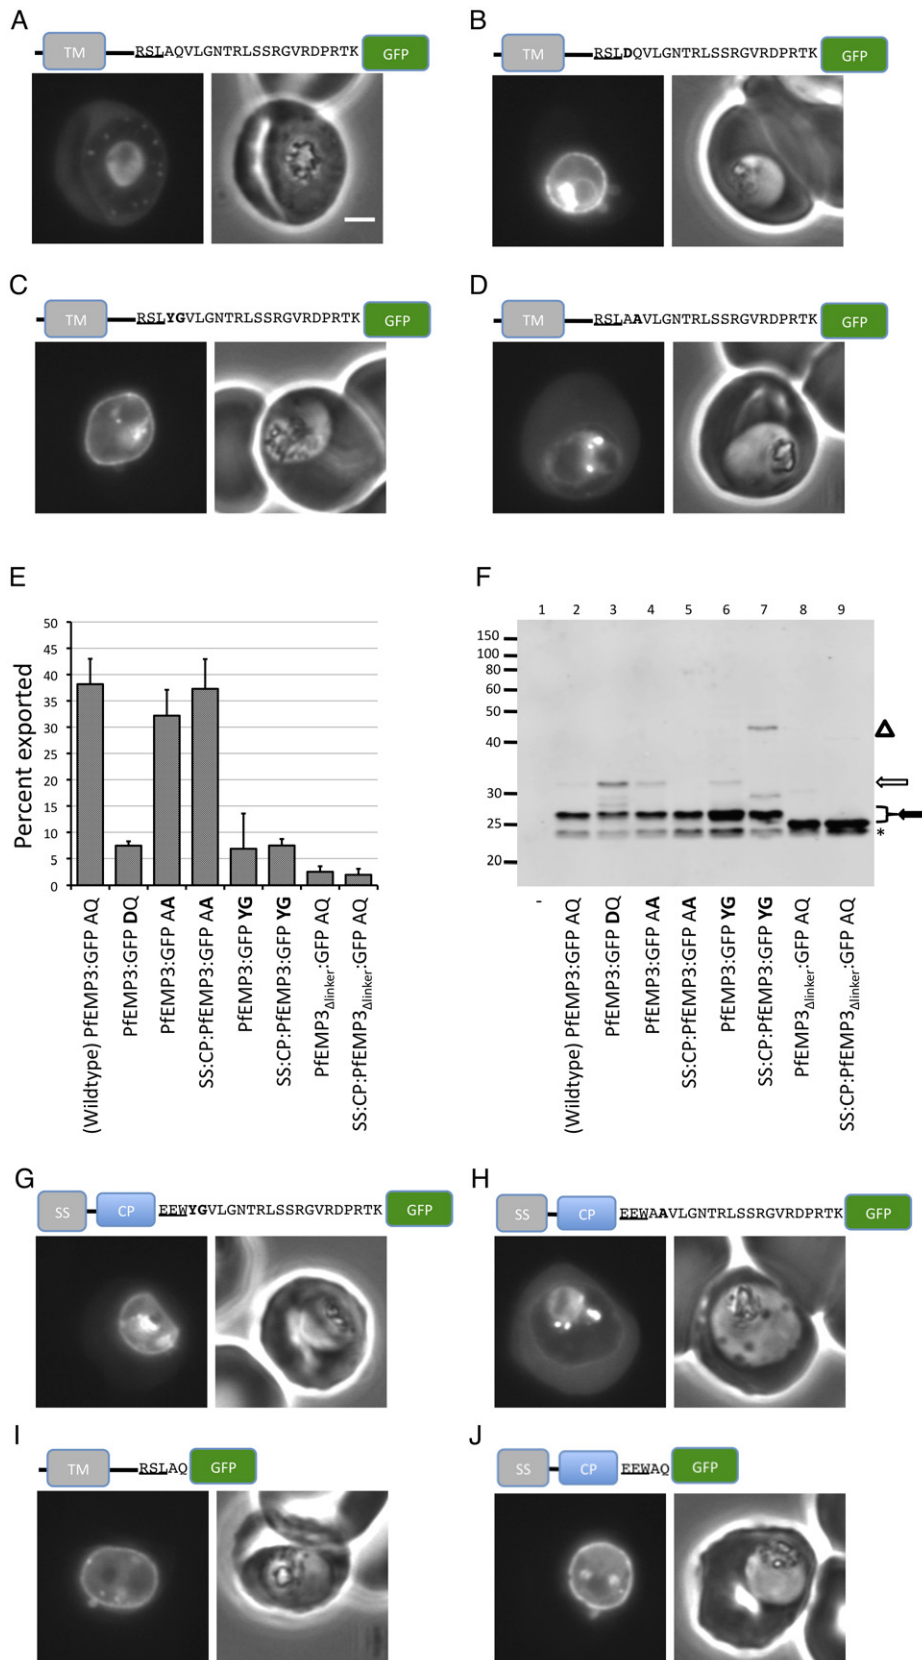 A
TM RSLAQVLGNTRLSSRGVRDPRTK GFP
B
TM RSLDQVLGNTRLSSRGVRDPRTK GFP
C
TM RSLYGVLGNTRLSSRGVRDPRTK GFP
D
TM RSLAAVLGNTRLSSRGVRDPRTK GFP
E
Percent exported
50
45
40
35
30
25
20
15
10
5
0
(Wildtype) PfEMP3:GFP AQ
PfEMP3:GFP DQ
PfEMP3:GFP AA
SS:CP:PfEMP3:GFP AA
PfEMP3:GFP YG
SS:CP:PfEMP3:GFP YG
PfEMP3Δlinker:GFP AQ
SS:CP:PfEMP3Δlinker:GFP AQ
F
1 2 3 4 5 6 7 8 9
150
100
80
60
50
40
30
25
20
Δ
*
-
(Wildtype) PfEMP3:GFP AQ
PfEMP3:GFP DQ
PfEMP3:GFP AA
SS:CP:PfEMP3:GFP AA
PfEMP3:GFP YG
SS:CP:PfEMP3:GFP YG
PfEMP3Δlinker:GFP AQ
SS:CP:PfEMP3Δlinker:GFP AQ
G
SS CP EEWYGVLGNTRLSSRGVRDPRTK GFP
H
SS CP EEWAAVLGNTRLSSRGVRDPRTK GFP
I
TM RSLAQ GFP
J
SS CP EEWAQ GFP